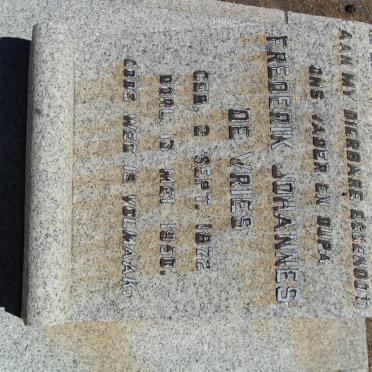 AAN MY DIERBARE EGGENOOT
ONS VADER EN OUPA
FREDERIK JOHANNES
DE VRIES
GEB. 2 SEPT. 1872
OORL. 13 MEI 1950.
GODS WEG IS VOLMAAK.